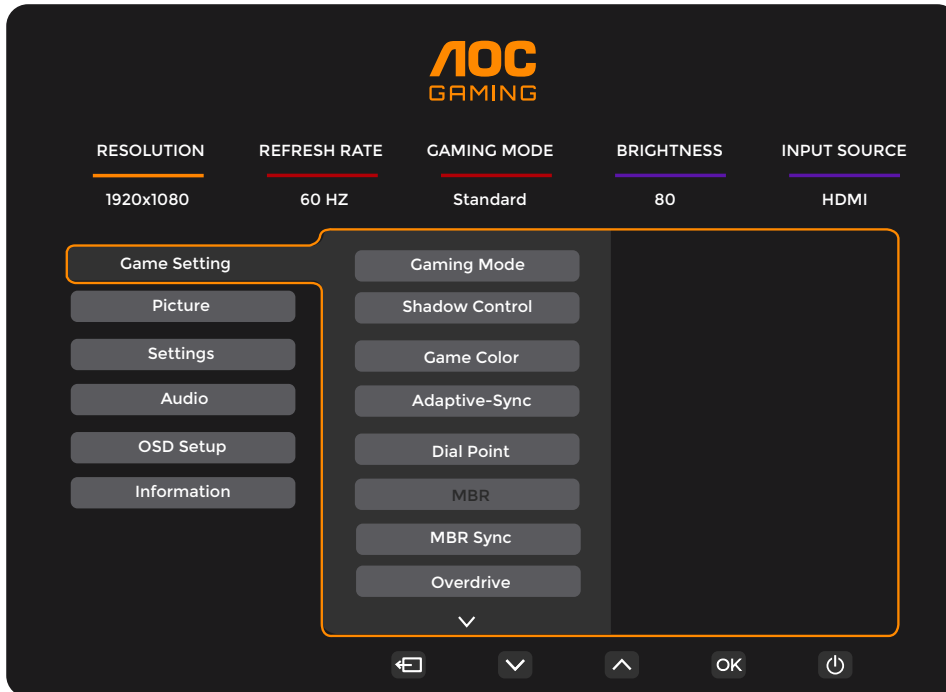 AOC
GAMING
RESOLUTION REFRESH RATE GAMING MODE BRIGHTNESS INPUT SOURCE
1920x1080 60 HZ Standard 80 HDMI
Game Setting
Picture
Settings
Audio
OSD Setup
Information
Gaming Mode
Shadow Control
Game Color
Adaptive-Sync
Dial Point
MBR
MBR Sync
Overdrive
OK